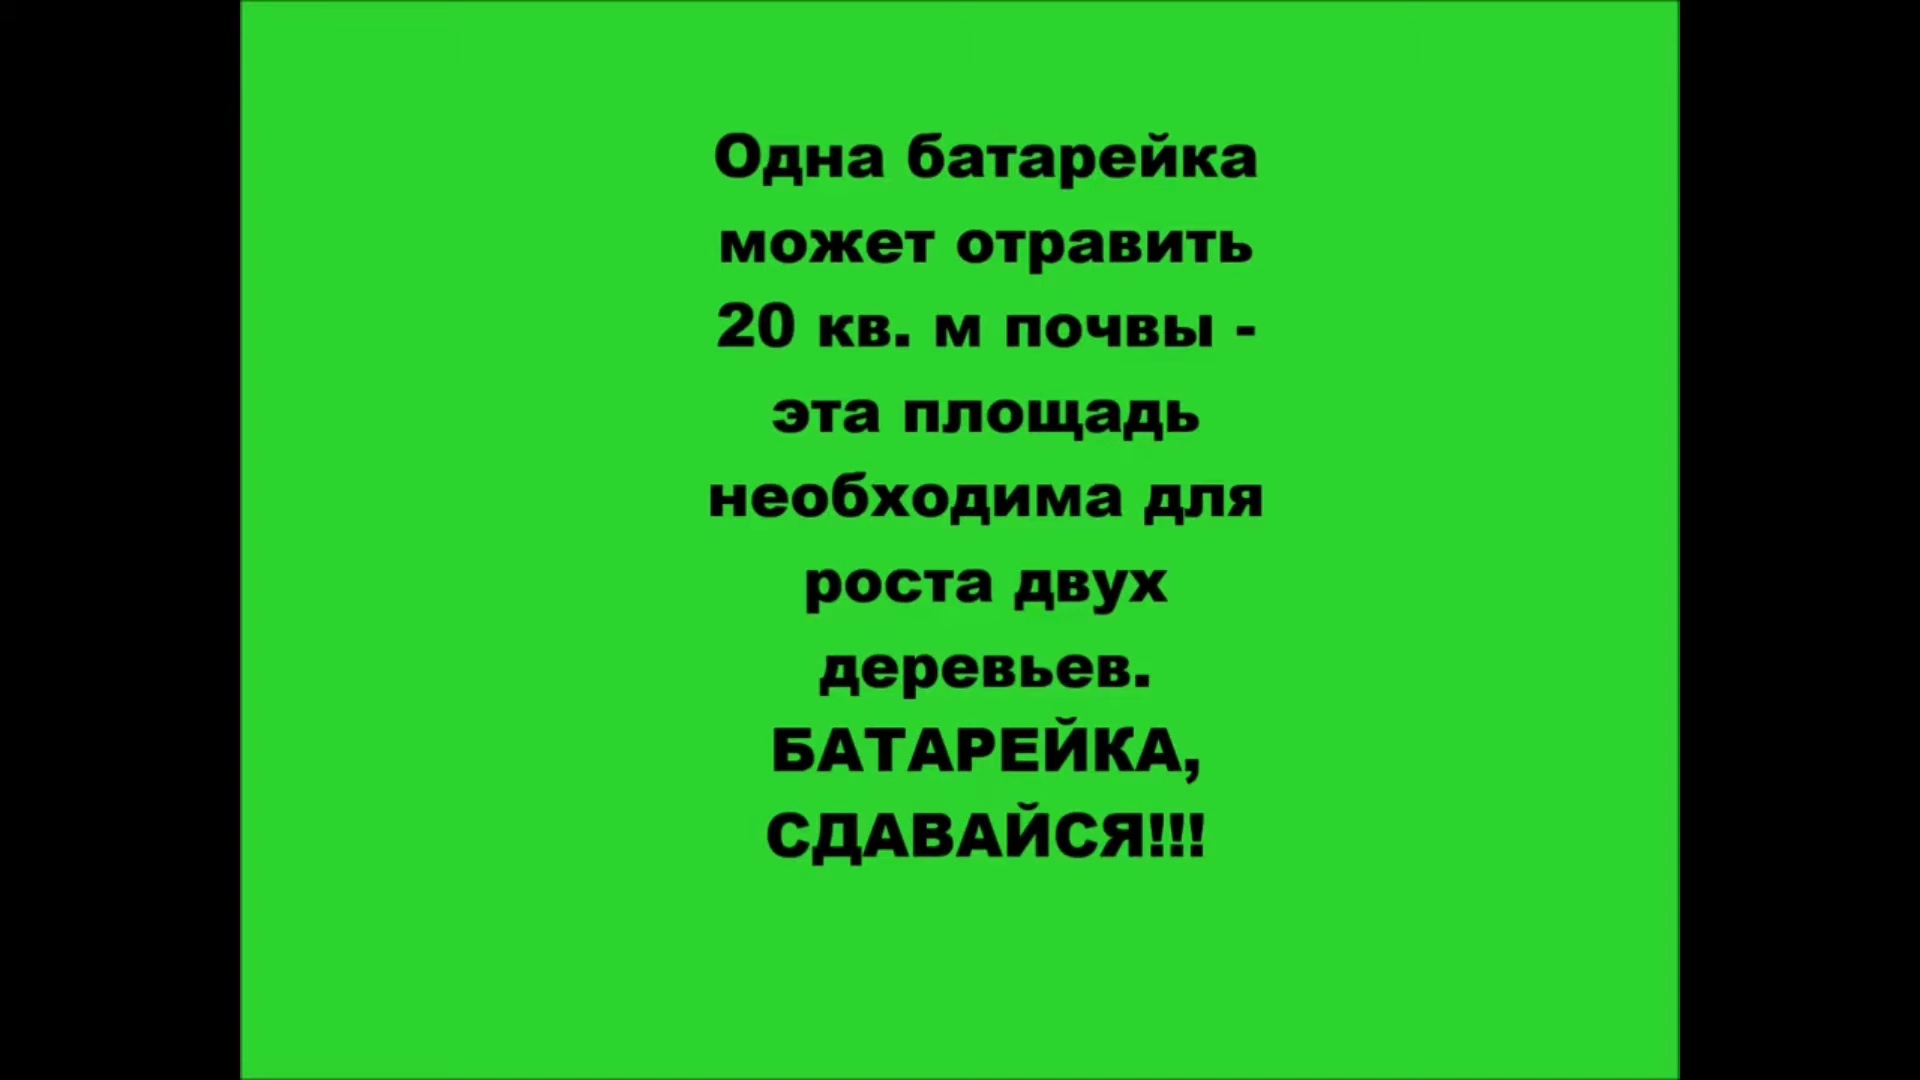 Одна батарейка
может отравить
20 кв. м почвы -
эта площадь
необходима для
роста двух
деревьев.
БАТАРЕЙКА,
СДАВАЙСЯ!!!